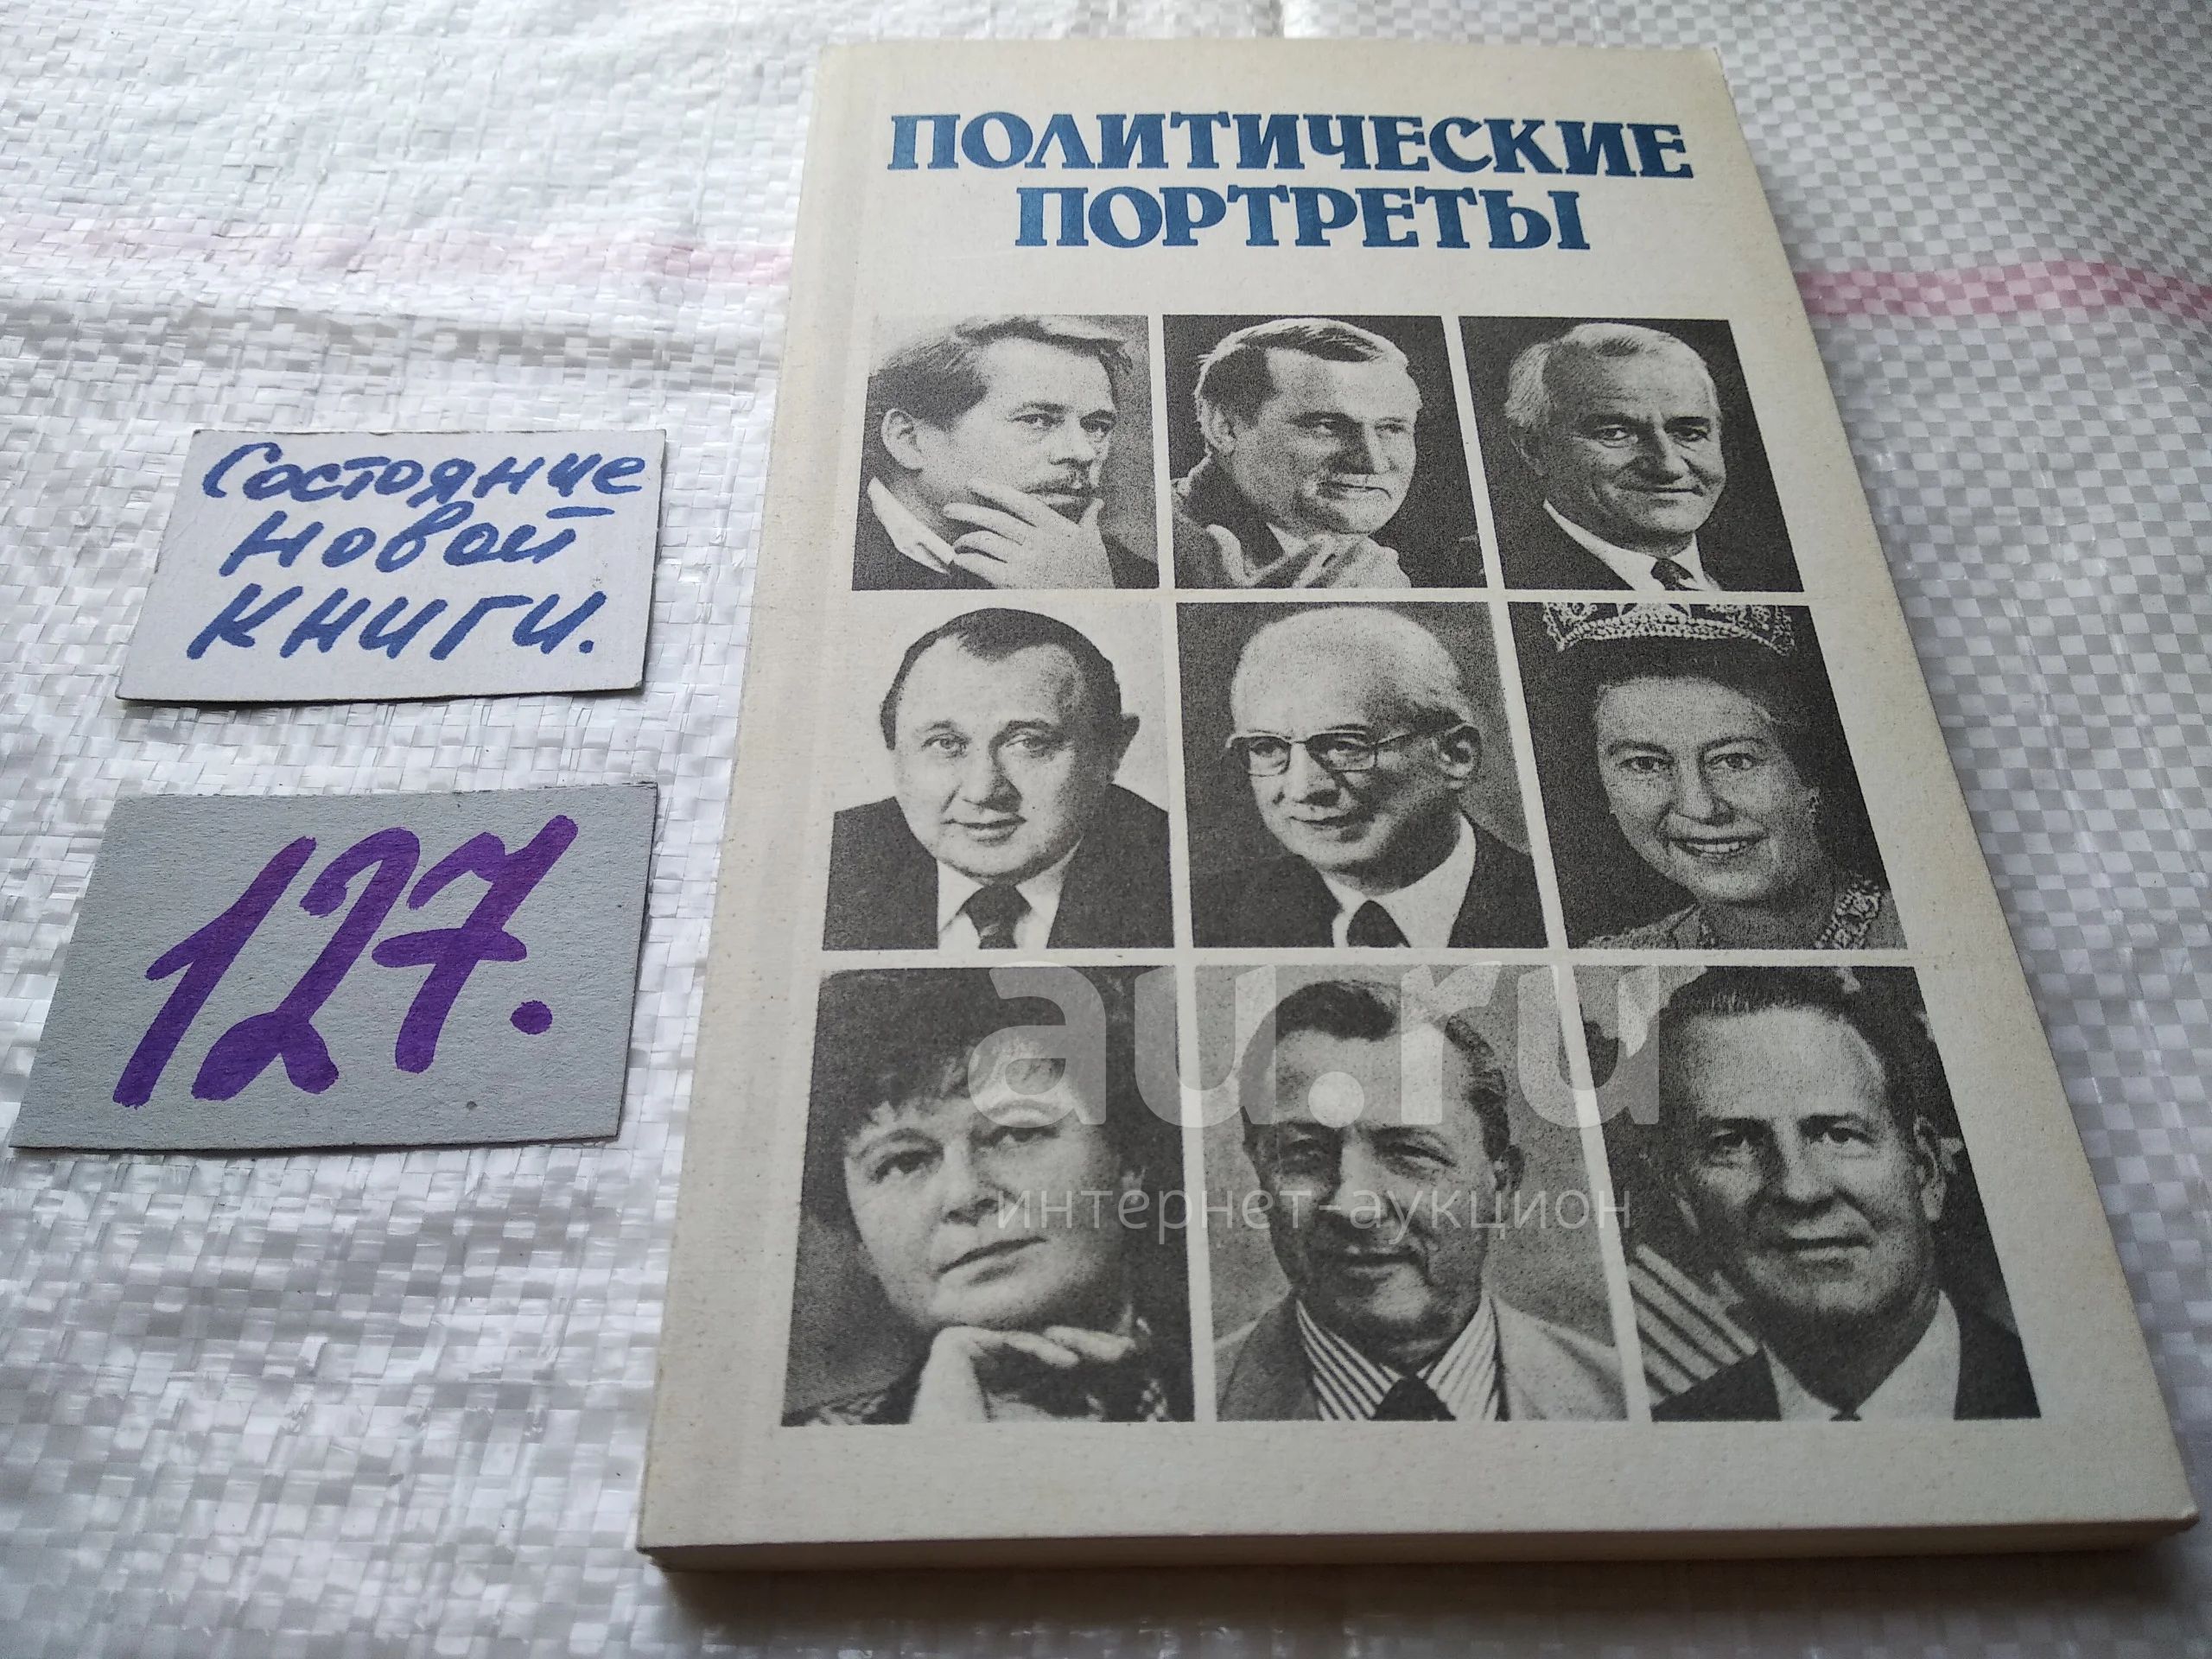 ПОЛИТИЧЕСКИЕ
ПОРТРЕТЫ
Состояние
новой
книги.
127.
au.ru
интернет-аукцион